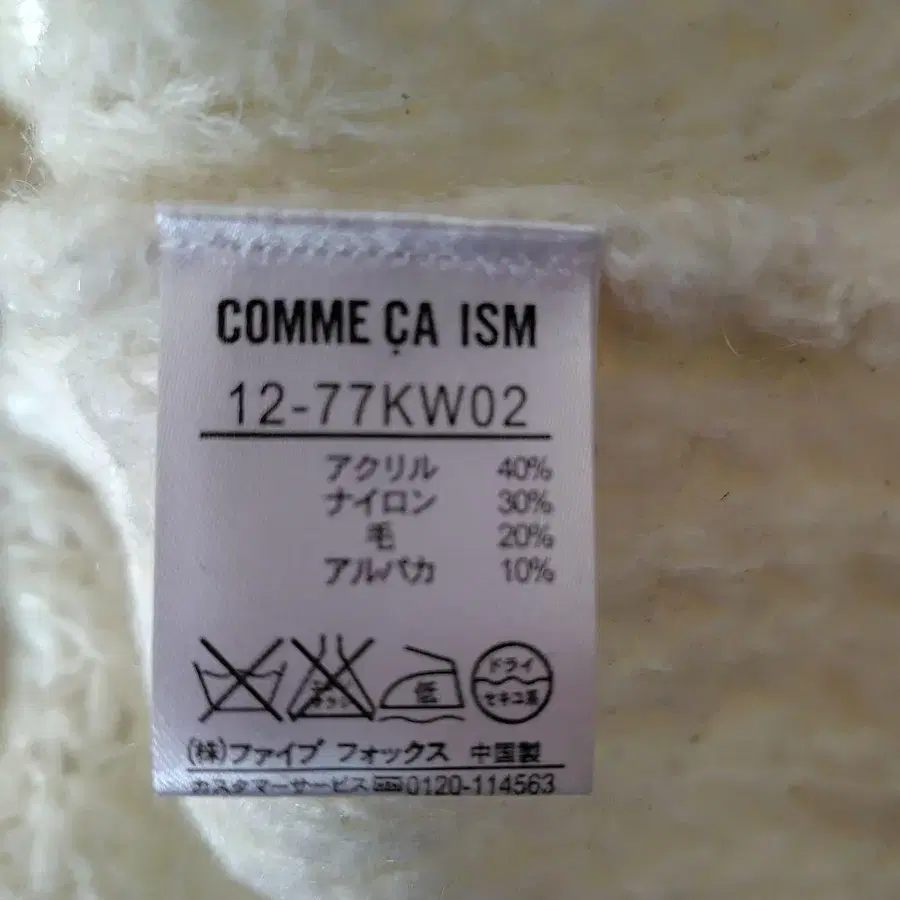 COMME ÇA ISM
12-77KW02
アクリル 40%
ナイロン 30%
毛 20%
アルパカ 10%
低
ドライ
セキユ系
(株)ファイブ フォックス 中国製
カスタマーサービス 0120-114563